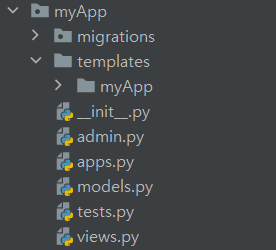 myApp
migrations
templates
myApp
__init__.py
admin.py
apps.py
models.py
tests.py
views.py